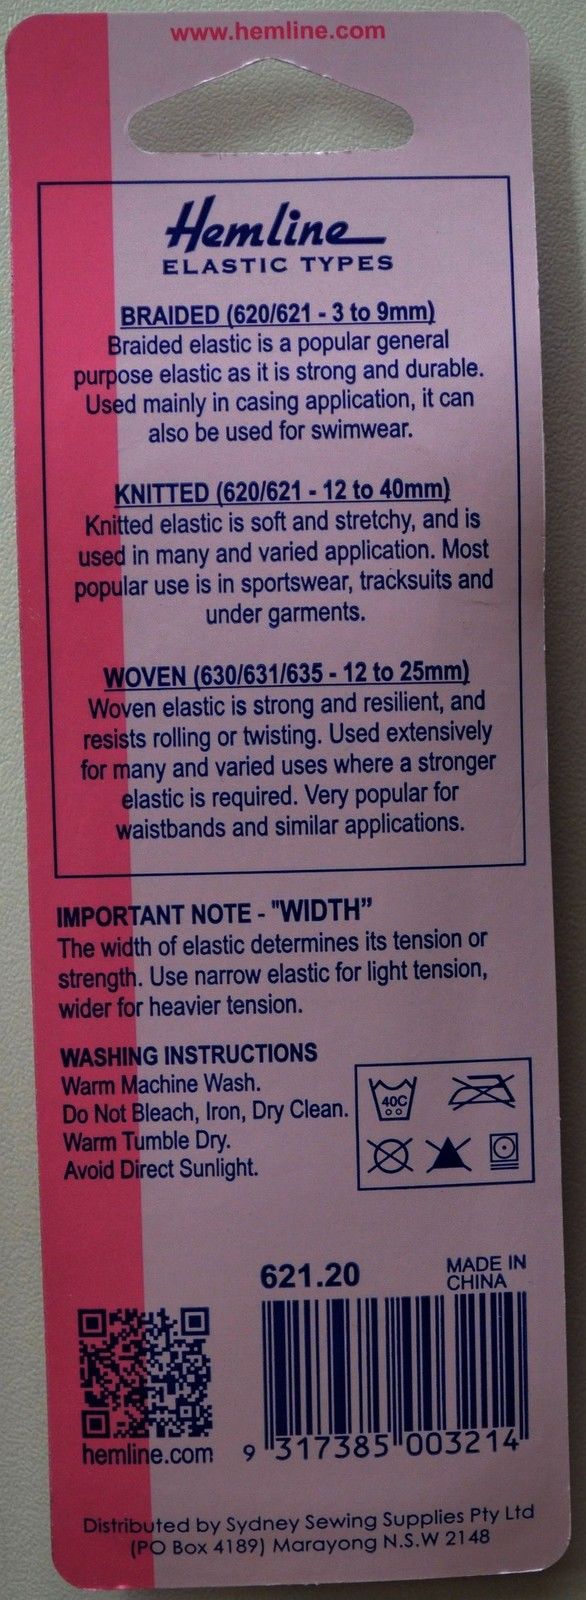 www.hemline.com
Hemline
ELASTIC TYPES
BRAIDED (620/621 - 3 to 9mm)
Braided elastic is a popular general
purpose elastic as it is strong and durable.
Used mainly in casing application, it can
also be used for swimwear.
KNITTED (620/621 - 12 to 40mm)
Knitted elastic is soft and stretchy, and is
used in many and varied application. Most
popular use is in sportswear, tracksuits and
under garments.
WOVEN (630/631/635 - 12 to 25mm)
Woven elastic is strong and resilient, and
resists rolling or twisting. Used extensively
for many and varied uses where a stronger
elastic is required. Very popular for
waistbands and similar applications.
IMPORTANT NOTE - "WIDTH”
The width of elastic determines its tension or
strength. Use narrow elastic for light tension,
wider for heavier tension.
WASHING INSTRUCTIONS
Warm Machine Wash.
Do Not Bleach, Iron, Dry Clean.
Warm Tumble Dry.
Avoid Direct Sunlight.
40C
621.20
MADE IN
CHINA
hemline.com
9 317385 003214
Distributed by Sydney Sewing Supplies Pty Ltd
(PO Box 4189) Marayong N.S.W 2148